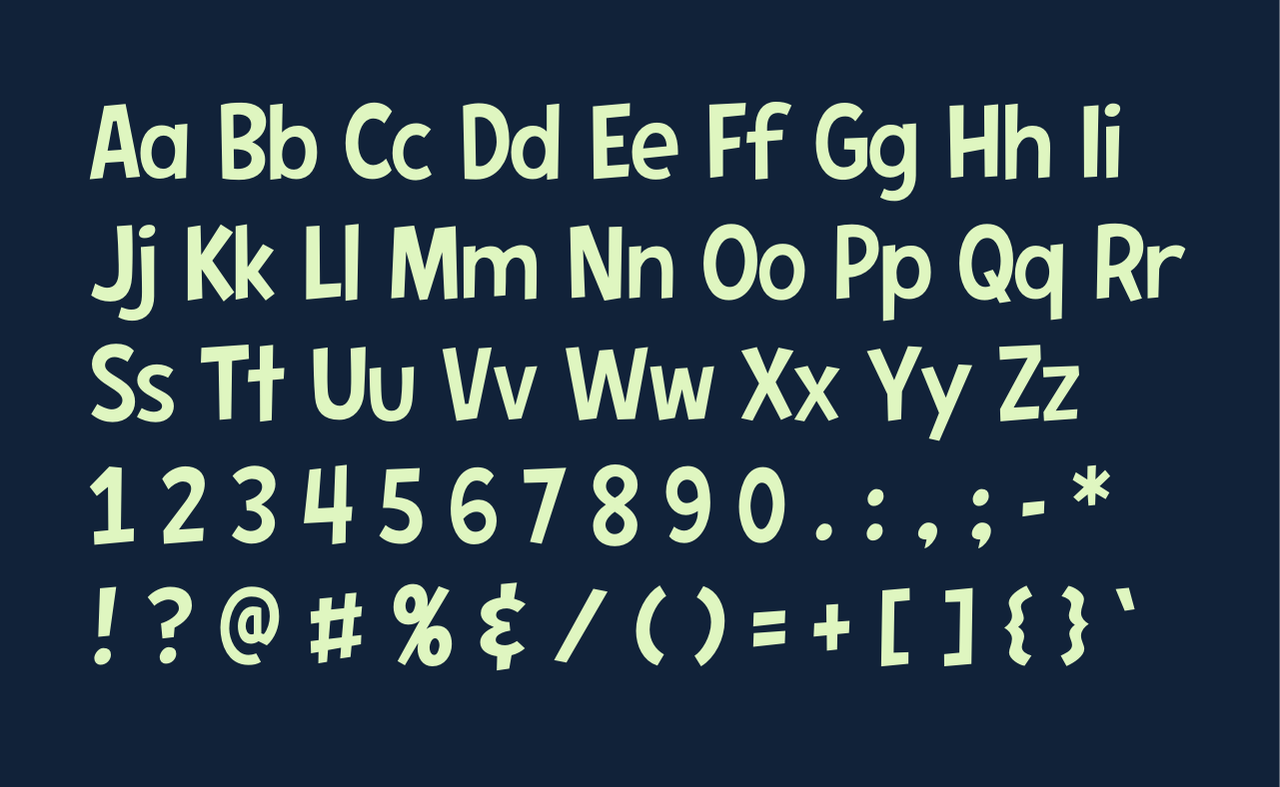 Aa Bb Cc Dd Ee Ff Gg Hh Ii
Jj Kk Ll Mm Nn Oo Pp Qq Rr
Ss Tt Uu Vv Ww Xx Yy Zz
1 2 3 4 5 6 7 8 9 0 . : , ; - *
! ? @ # % & / ( ) = + [ ] { } `